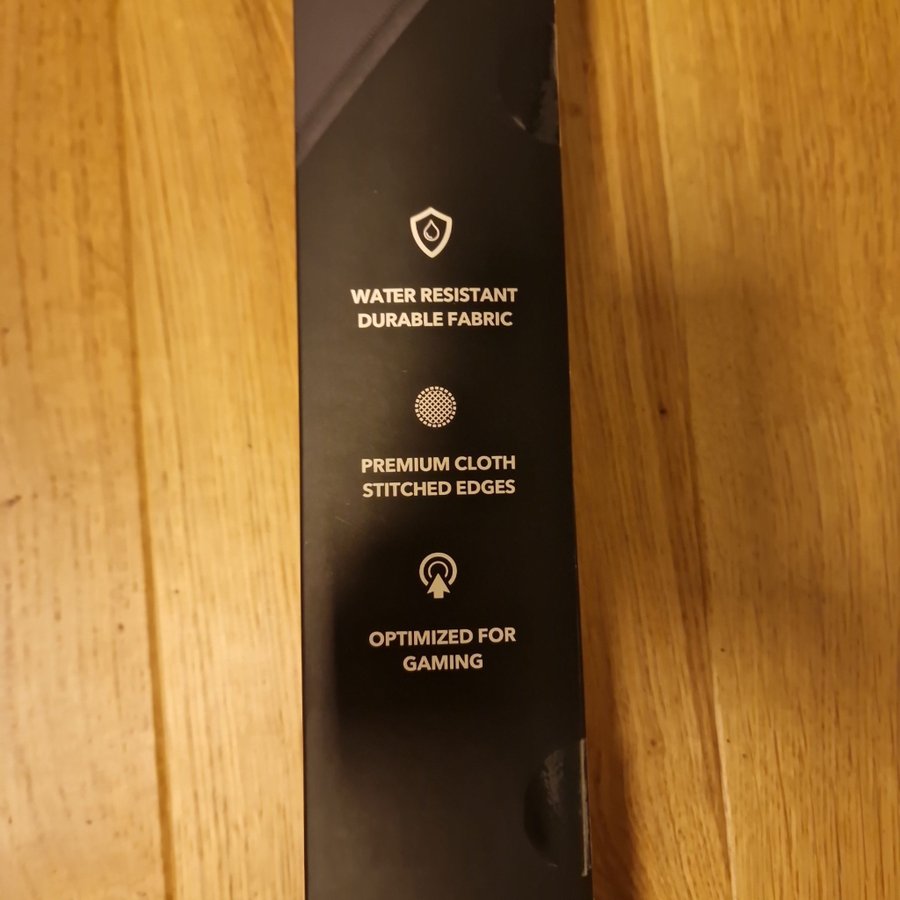 WATER RESISTANT
DURABLE FABRIC
PREMIUM CLOTH
STITCHED EDGES
OPTIMIZED FOR
GAMING